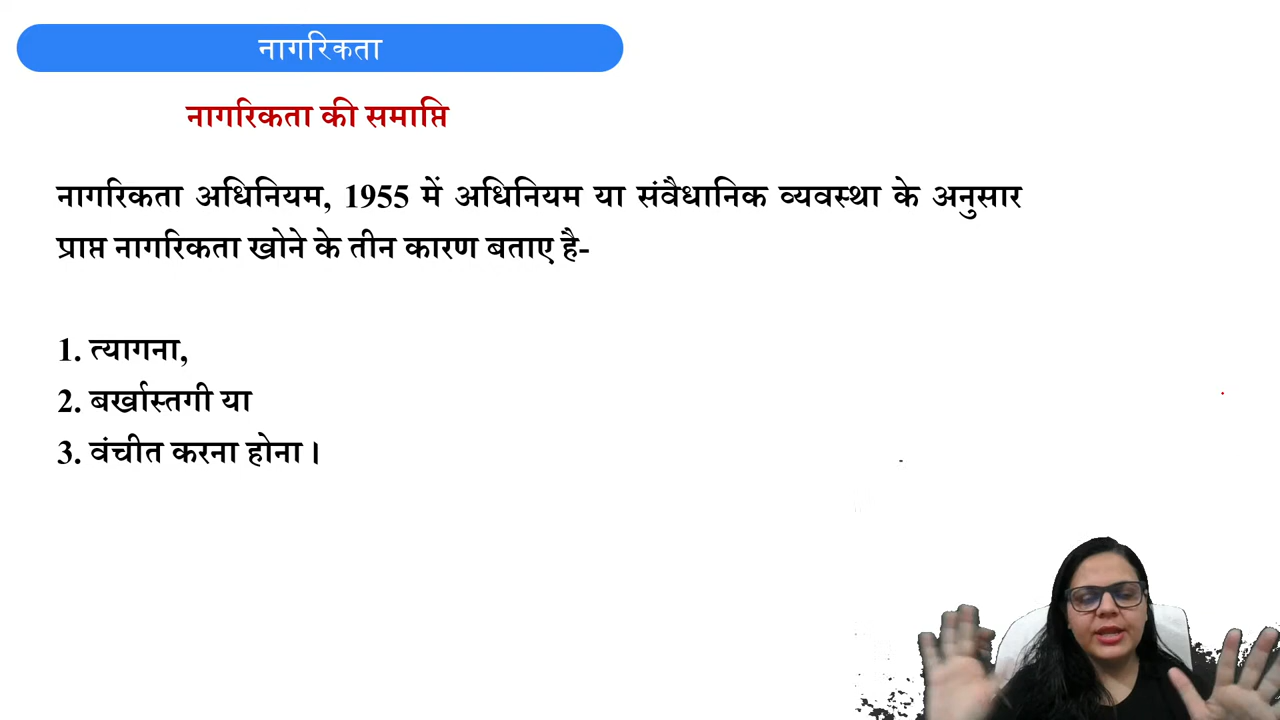 नागरिकता
नागरिकता की समाप्ति
नागरिकता अधिनियम, 1955 में अधिनियम या संवैधानिक व्यवस्था के अनुसार
प्राप्त नागरिकता खोने के तीन कारण बताए है-
1. त्यागना,
2. बर्खास्तगी या
3. वंचीत करना होना।